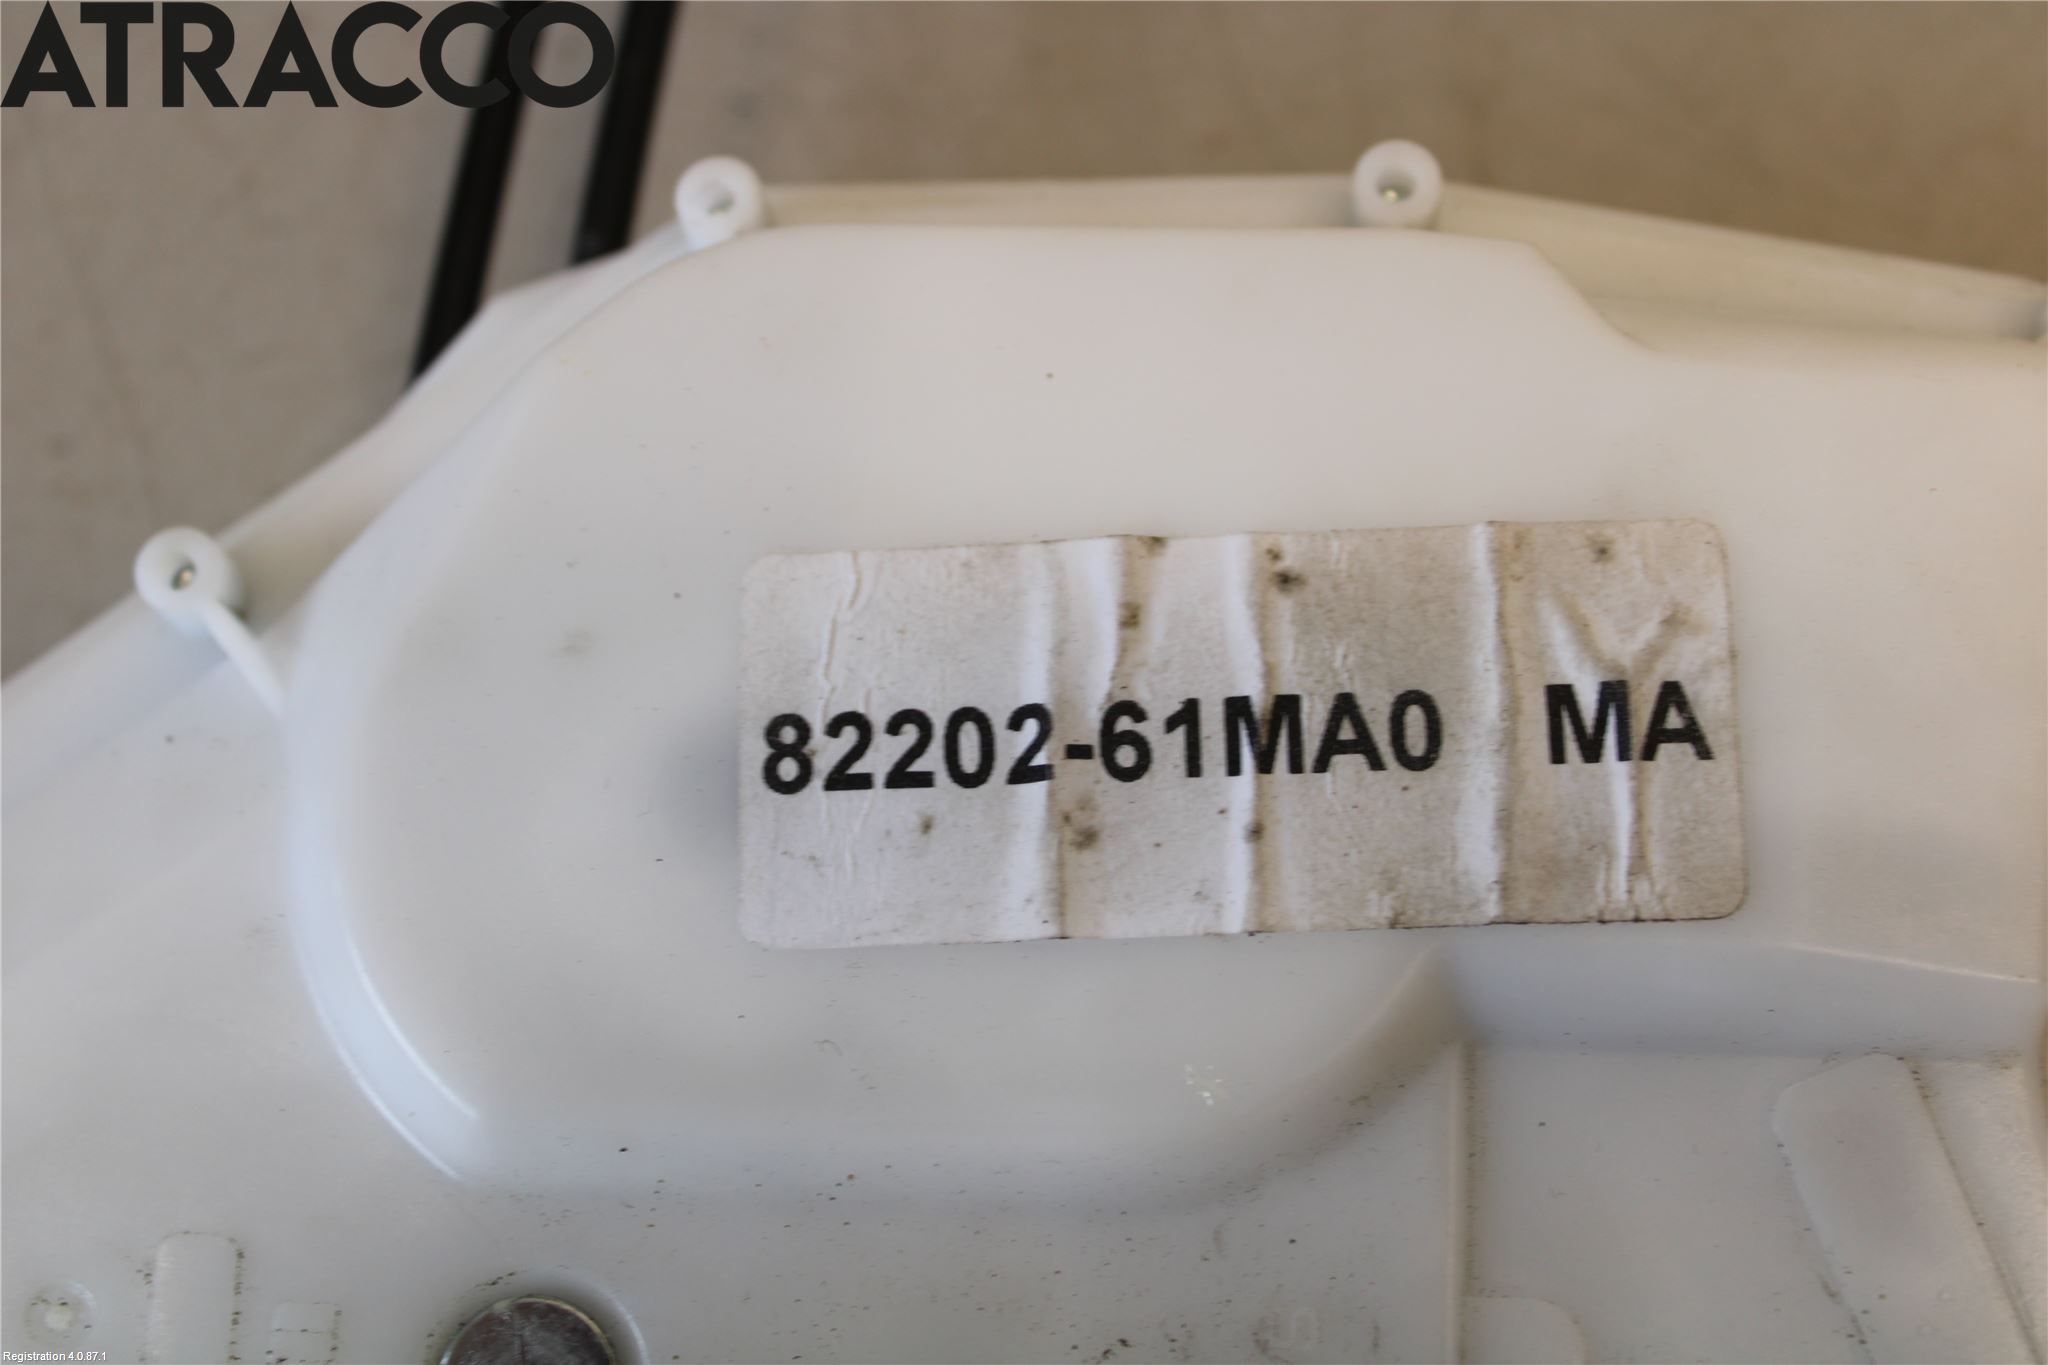 ATRACCO
82202-61MA0 MA
Registration 4.0.87.1